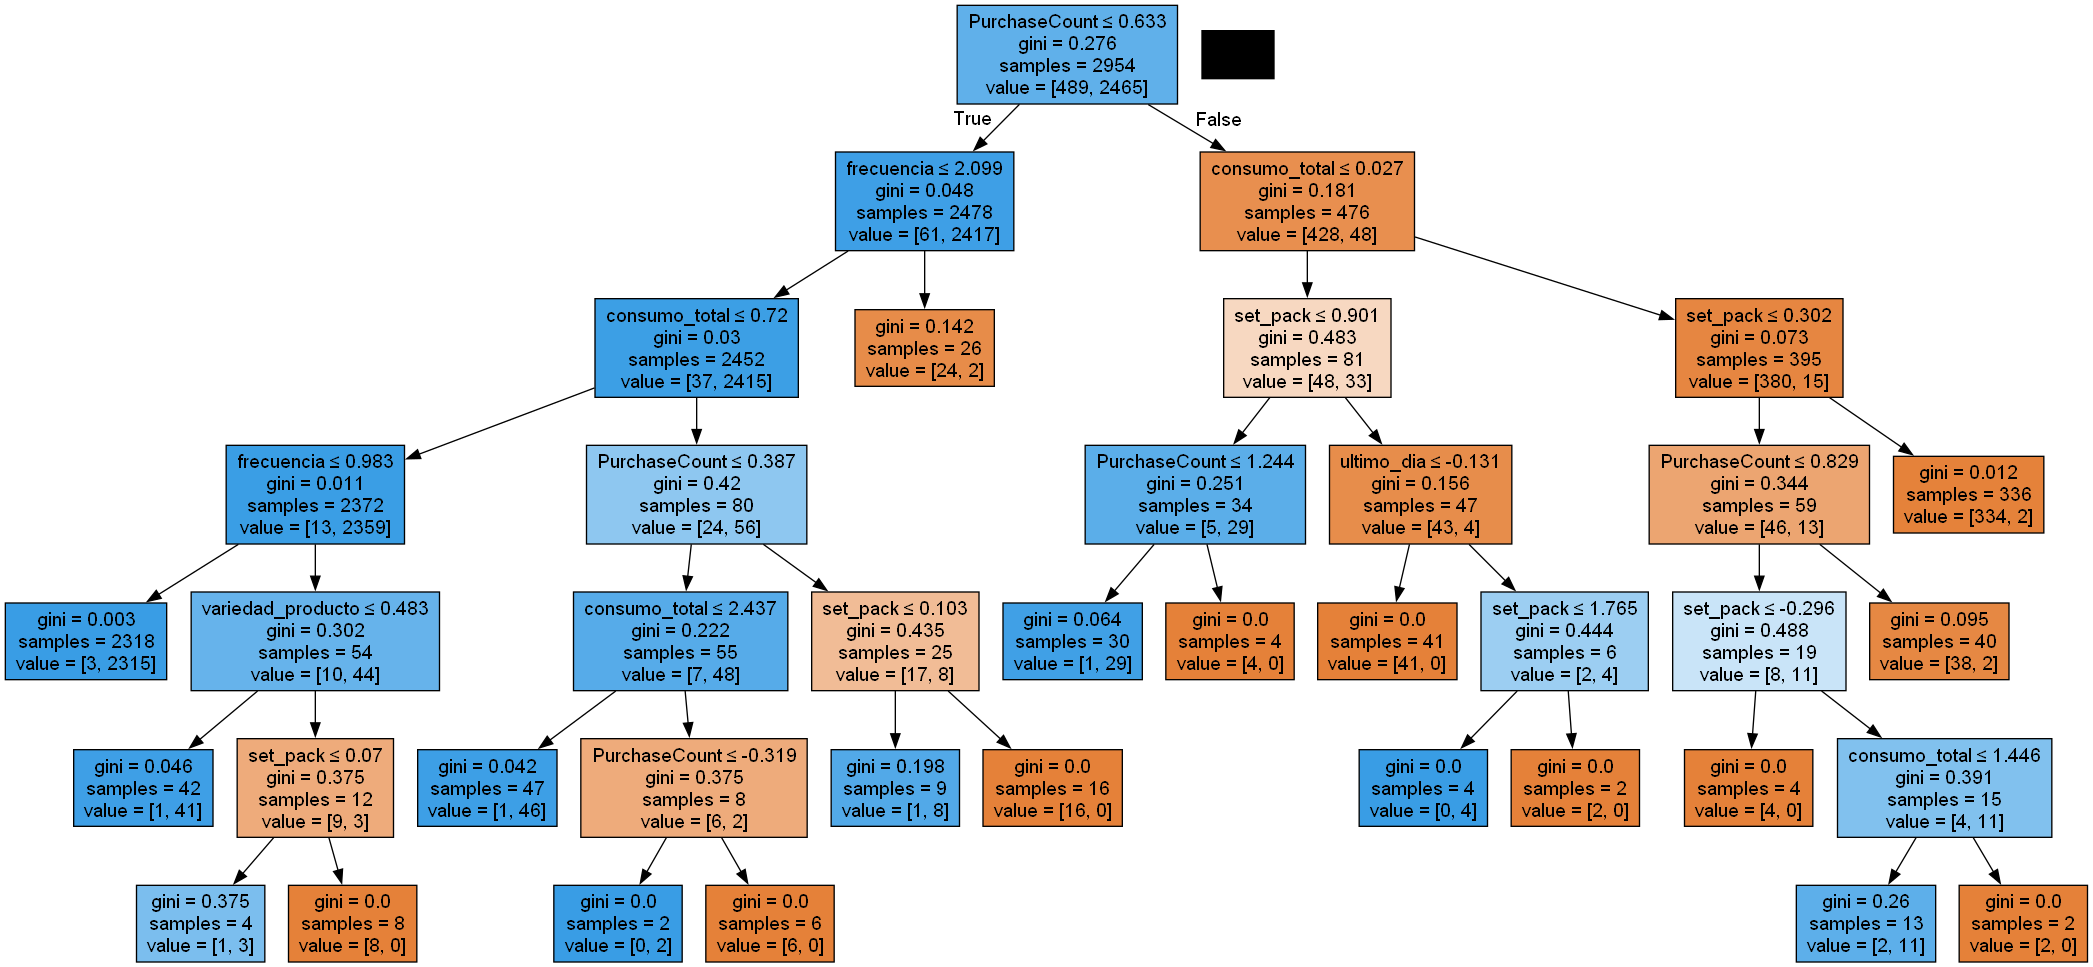 PurchaseCount ≤ 0.633
gini = 0.276
samples = 2954
value = [489, 2465]
True
False
frecuencia ≤ 2.099
gini = 0.048
samples = 2478
value = [61, 2417]
consumo_total ≤ 0.027
gini = 0.181
samples = 476
value = [428, 48]
consumo_total ≤ 0.72
gini = 0.03
samples = 2452
value = [37, 2415]
gini = 0.142
samples = 26
value = [24, 2]
set_pack ≤ 0.901
gini = 0.483
samples = 81
value = [48, 33]
set_pack ≤ 0.302
gini = 0.073
samples = 395
value = [380, 15]
frecuencia ≤ 0.983
gini = 0.011
samples = 2372
value = [13, 2359]
PurchaseCount ≤ 0.387
gini = 0.42
samples = 80
value = [24, 56]
PurchaseCount ≤ 1.244
gini = 0.251
samples = 34
value = [5, 29]
ultimo_dia ≤ -0.131
gini = 0.156
samples = 47
value = [43, 4]
PurchaseCount ≤ 0.829
gini = 0.344
samples = 59
value = [46, 13]
gini = 0.012
samples = 336
value = [334, 2]
gini = 0.003
samples = 2318
value = [3, 2315]
variedad_producto ≤ 0.483
gini = 0.302
samples = 54
value = [10, 44]
consumo_total ≤ 2.437
gini = 0.222
samples = 55
value = [7, 48]
set_pack ≤ 0.103
gini = 0.435
samples = 25
value = [17, 8]
gini = 0.064
samples = 30
value = [1, 29]
gini = 0.0
samples = 4
value = [4, 0]
gini = 0.0
samples = 41
value = [41, 0]
set_pack ≤ 1.765
gini = 0.444
samples = 6
value = [2, 4]
set_pack ≤ -0.296
gini = 0.488
samples = 19
value = [8, 11]
gini = 0.095
samples = 40
value = [38, 2]
gini = 0.046
samples = 42
value = [1, 41]
set_pack ≤ 0.07
gini = 0.375
samples = 12
value = [9, 3]
gini = 0.042
samples = 47
value = [1, 46]
PurchaseCount ≤ -0.319
gini = 0.375
samples = 8
value = [6, 2]
gini = 0.198
samples = 9
value = [1, 8]
gini = 0.0
samples = 16
value = [16, 0]
gini = 0.0
samples = 4
value = [0, 4]
gini = 0.0
samples = 2
value = [2, 0]
gini = 0.0
samples = 4
value = [4, 0]
consumo_total ≤ 1.446
gini = 0.391
samples = 15
value = [4, 11]
gini = 0.375
samples = 4
value = [1, 3]
gini = 0.0
samples = 8
value = [8, 0]
gini = 0.0
samples = 2
value = [0, 2]
gini = 0.0
samples = 6
value = [6, 0]
gini = 0.26
samples = 13
value = [2, 11]
gini = 0.0
samples = 2
value = [2, 0]